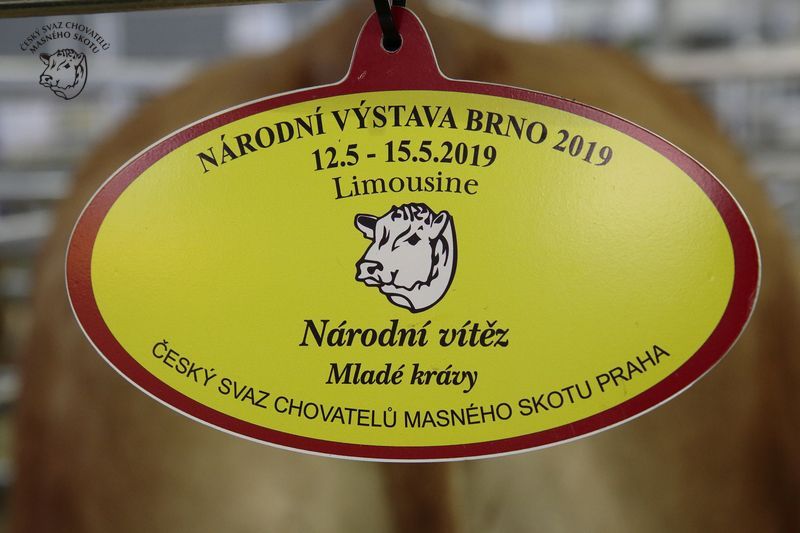 ČESKÝ SVAZ CHOVATELŮ
MASNÉHO SKOTU
NÁRODNÍ VÝSTAVA BRNO 2019
12.5 - 15.5.2019
Limousine
Národní vítěz
Mladé krávy
ČESKÝ SVAZ CHOVATELŮ MASNÉHO SKOTU PRAHA